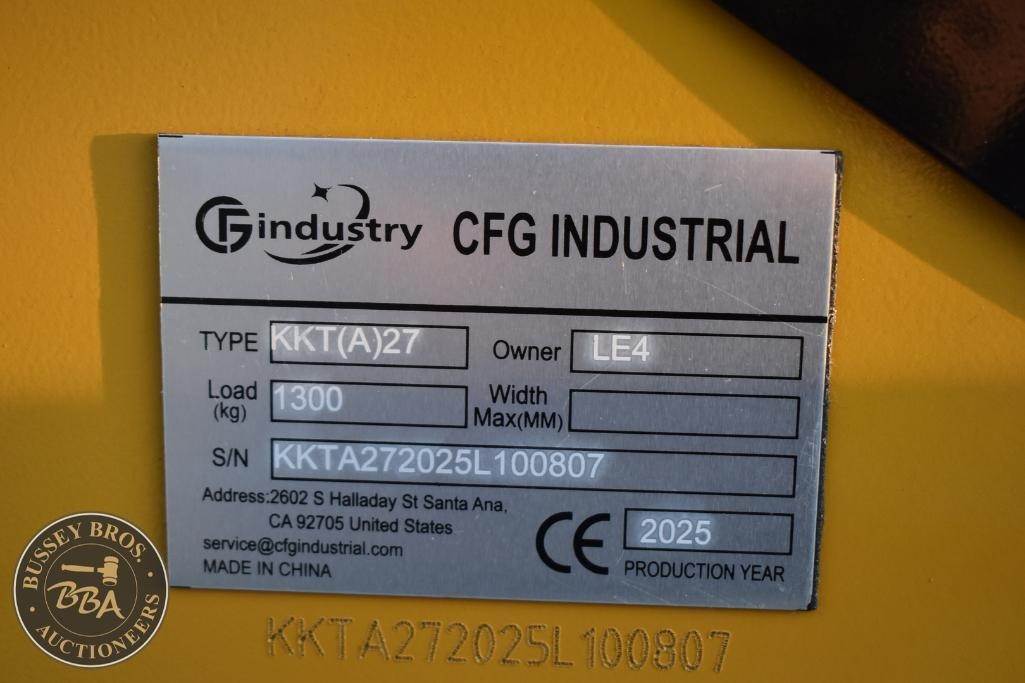 CFG industry CFG INDUSTRIAL
TYPE KKT(A)27 Owner LE4
Load (kg) 1300 Width Max(MM)
S/N KKTA272025L100807
Address:2602 S Halladay St Santa Ana,
CA 92705 United States
service@cfgindustrial.com
MADE IN CHINA
CE 2025
PRODUCTION YEAR
KKTA272025L100807
BUSSEY BROS.
BBA
AUCTIONEERS